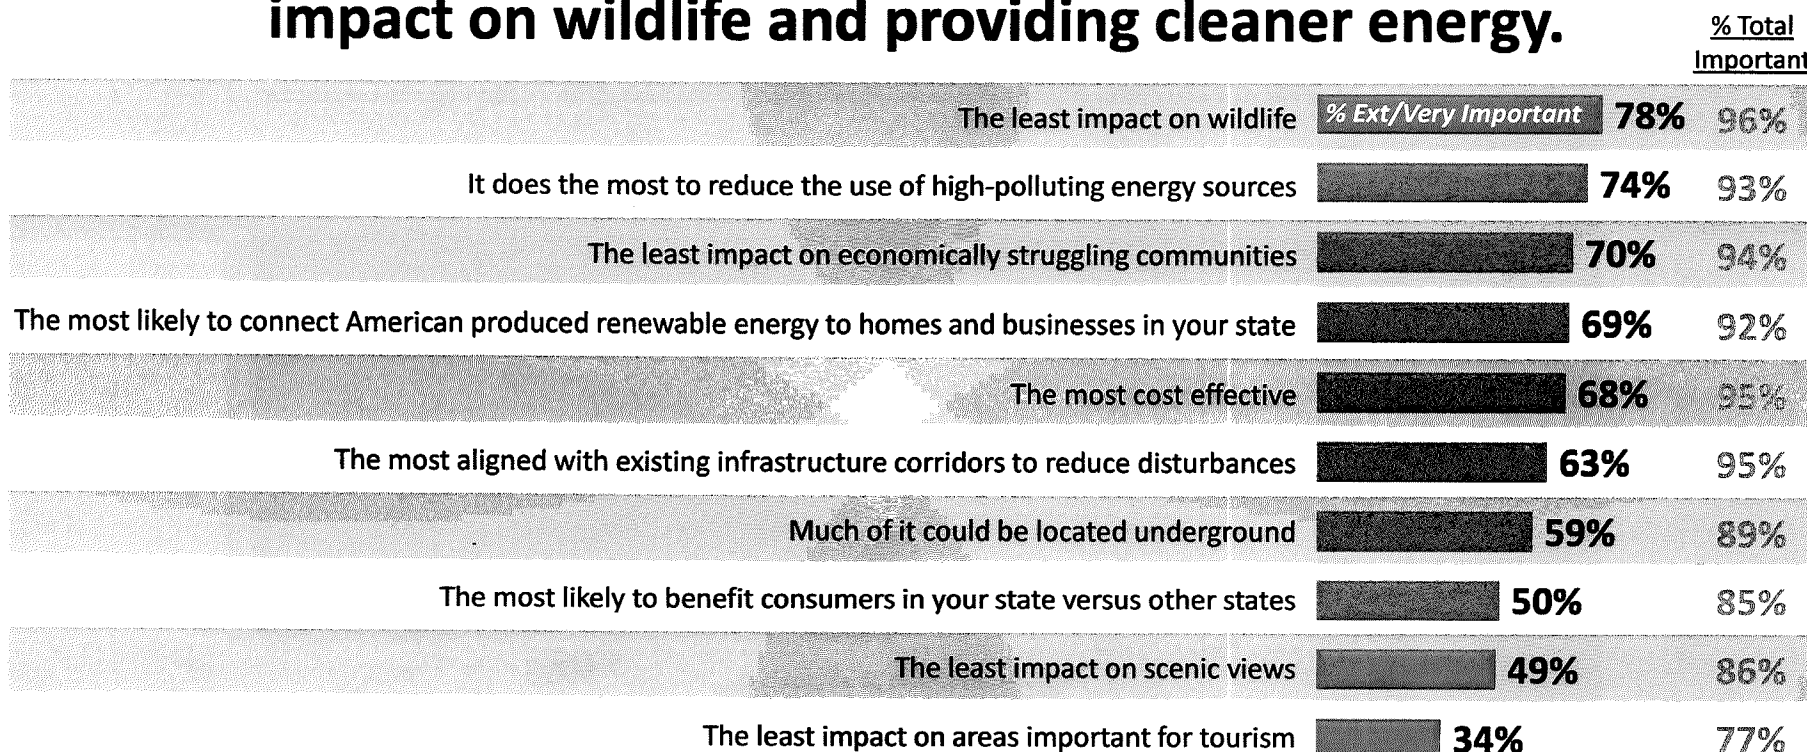 impact on wildlife and providing cleaner energy.
% Total
Important
The least impact on wildlife % Ext/Very Important 78% 96%
It does the most to reduce the use of high-polluting energy sources 74% 93%
The least impact on economically struggling communities 70% 94%
The most likely to connect American produced renewable energy to homes and businesses in your state 69% 92%
The most cost effective 68% 95%
The most aligned with existing infrastructure corridors to reduce disturbances 63% 95%
Much of it could be located underground 59% 89%
The most likely to benefit consumers in your state versus other states 50% 85%
The least impact on scenic views 49% 86%
The least impact on areas important for tourism 34% 77%